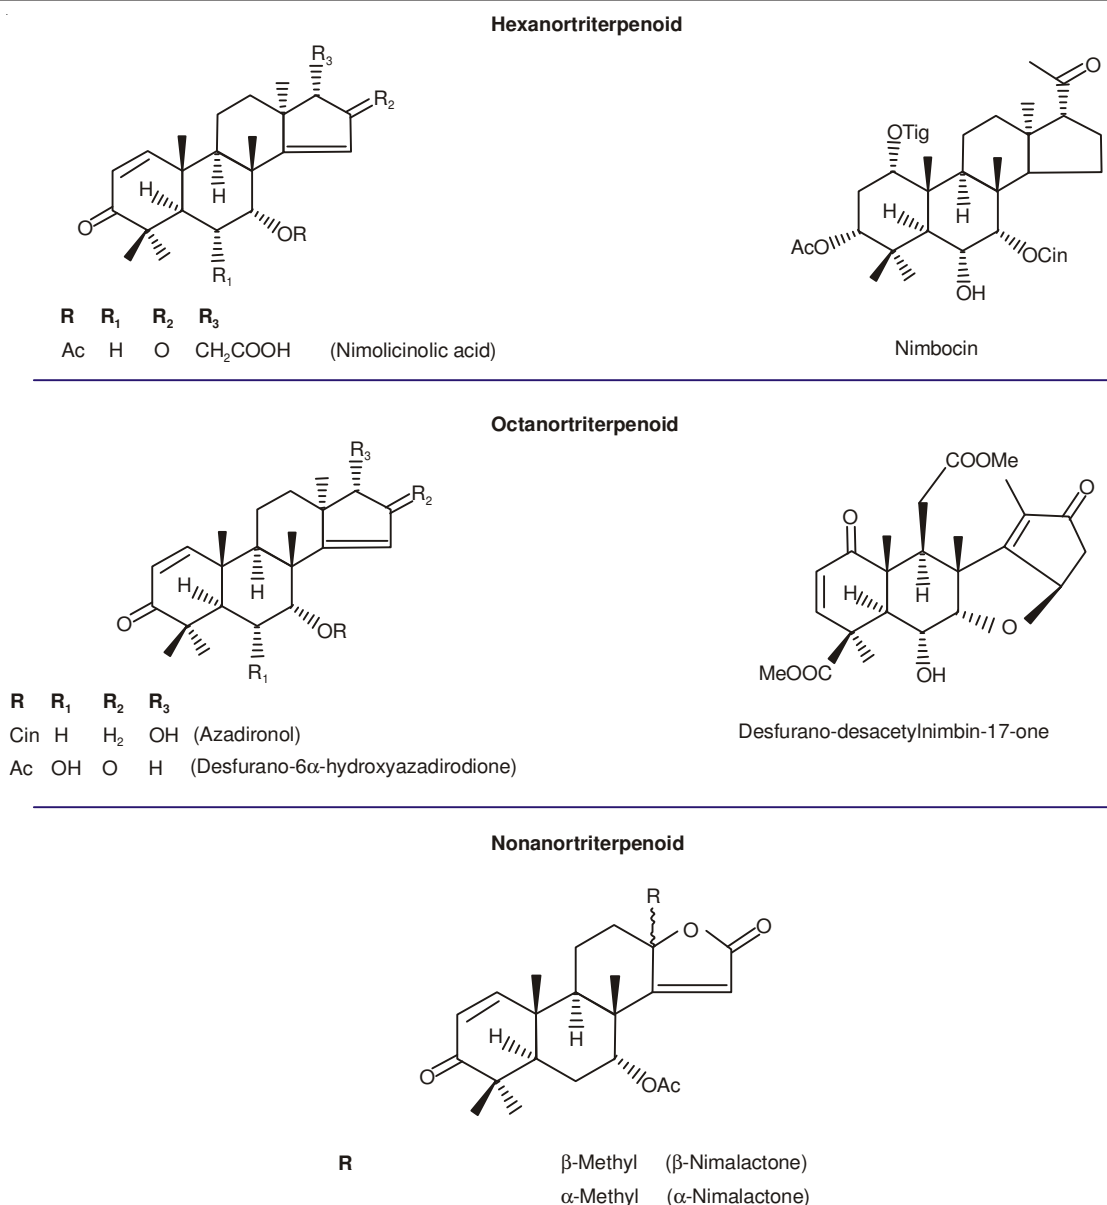 Hexanortriterpenoid
R3
R2
H
H
O
OR
R1
R R1 R2 R3
Ac H O CH2COOH (Nimolicinolic acid)
O
OTig
H
H
AcO
OCin
OH
Nimbocin
Octanortriterpenoid
R3
R2
H
H
O
OR
R1
R R1 R2 R3
Cin H H2 OH (Azadironol)
Ac OH O H (Desfurano-6α-hydroxyazadirodione)
COOMe
O
O
H
H
O
MeOOC
OH
Desfurano-desacetylnimbin-17-one
Nonanortriterpenoid
R
O
O
H
H
O
OAc
R β-Methyl (β-Nimalactone)
α-Methyl (α-Nimalactone)